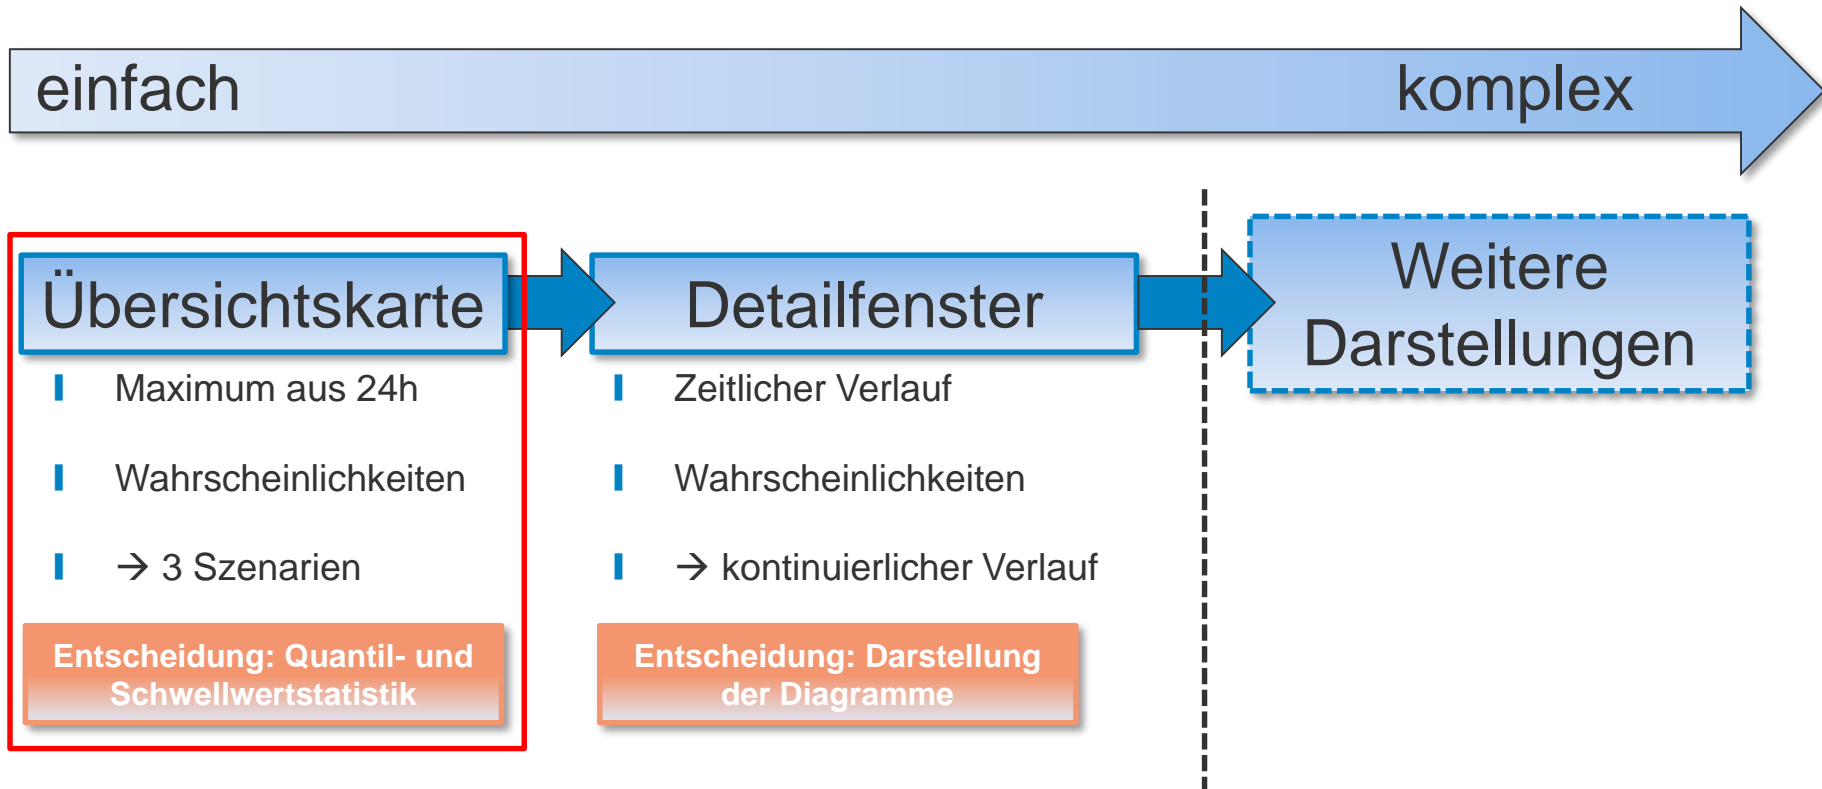 einfach
komplex
Übersichtskarte
Maximum aus 24h
Wahrscheinlichkeiten
→ 3 Szenarien
Entscheidung: Quantil- und
Schwellwertstatistik
Detailfenster
Zeitlicher Verlauf
Wahrscheinlichkeiten
→ kontinuierlicher Verlauf
Entscheidung: Darstellung
der Diagramme
Weitere
Darstellungen